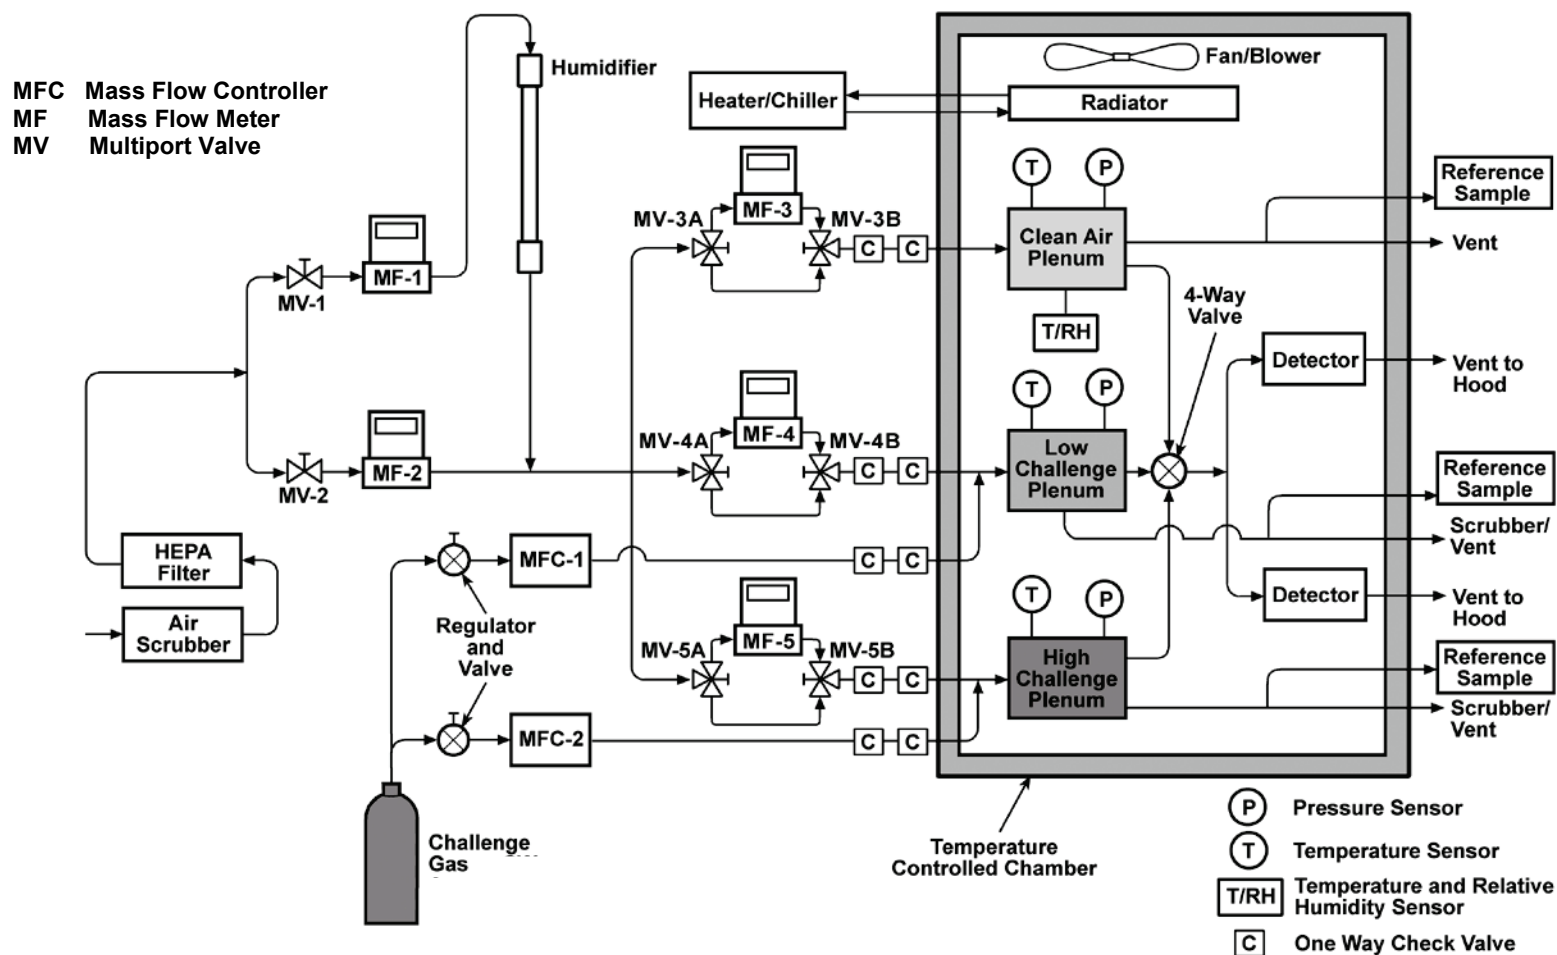 MFC Mass Flow Controller
MF Mass Flow Meter
MV Multiport Valve
Humidifier
Heater/Chiller
Fan/Blower
Radiator
T
P
Reference
Sample
MF-3
MV-3A
MV-3B
C
C
Clean Air
Plenum
Vent
MF-1
MV-1
T/RH
4-Way
Valve
Detector
Vent to
Hood
T
P
MF-4
MV-4A
MV-4B
C
C
Low
Challenge
Plenum
Reference
Sample
MF-2
MV-2
Scrubber/
Vent
HEPA
Filter
MFC-1
C
C
Air
Scrubber
Regulator
and
Valve
T
P
Detector
Vent to
Hood
MF-5
MV-5A
MV-5B
C
C
High
Challenge
Plenum
Reference
Sample
Scrubber/
Vent
MFC-2
C
C
Challenge
Gas
Temperature
Controlled Chamber
P Pressure Sensor
T Temperature Sensor
T/RH Temperature and Relative
Humidity Sensor
C One Way Check Valve